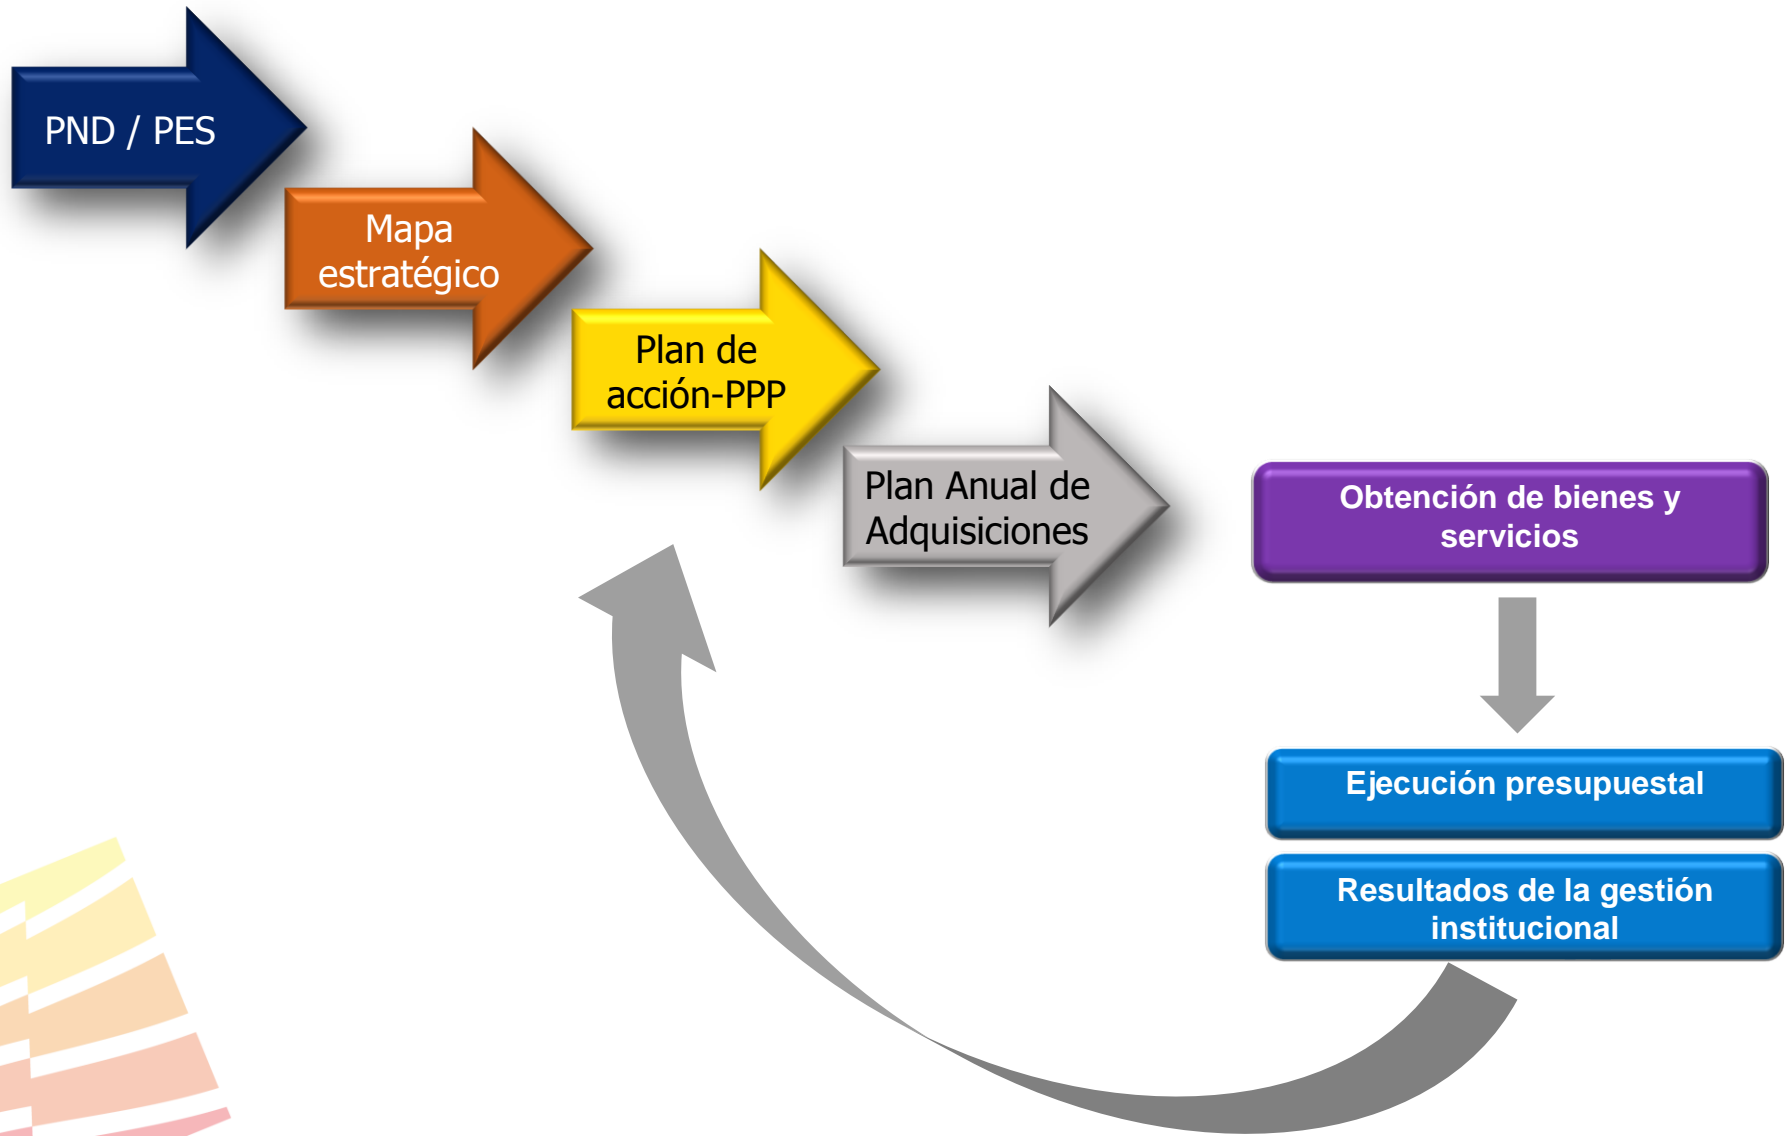 PND / PES
Mapa
estratégico
Plan de
acción-PPP
Plan Anual de
Adquisiciones
Obtención de bienes y
servicios
Ejecución presupuestal
Resultados de la gestión
institucional